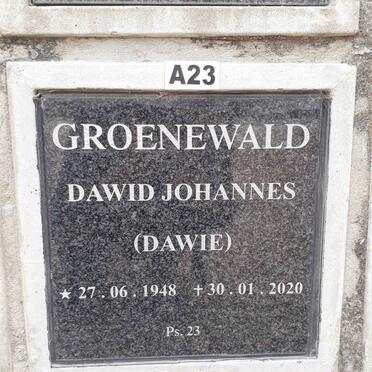 A23
GROENEWALD
DAWID JOHANNES
(DAWIE)
★ 27 . 06 . 1948 ✝ 30 . 01 . 2020
Ps. 23